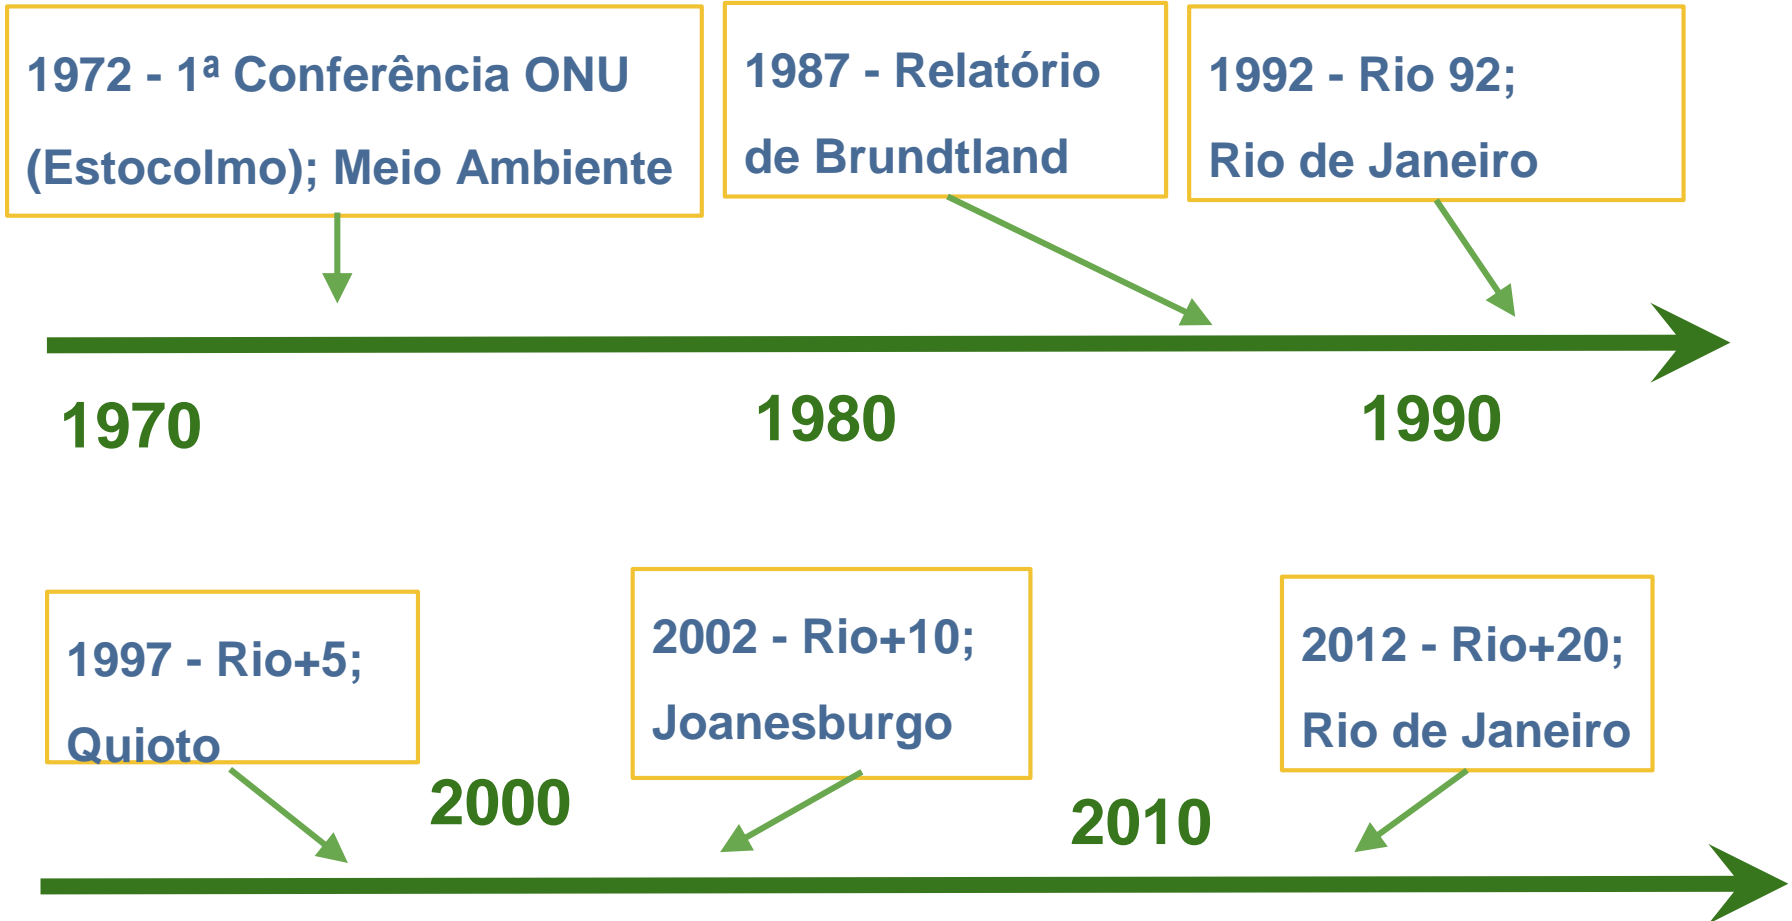 1972 - 1ª Conferência ONU
(Estocolmo); Meio Ambiente
1987 - Relatório
de Brundtland
1992 - Rio 92;
Rio de Janeiro
1970
1980
1990
1997 - Rio+5;
Quioto
2002 - Rio+10;
Joanesburgo
2012 - Rio+20;
Rio de Janeiro
2000
2010